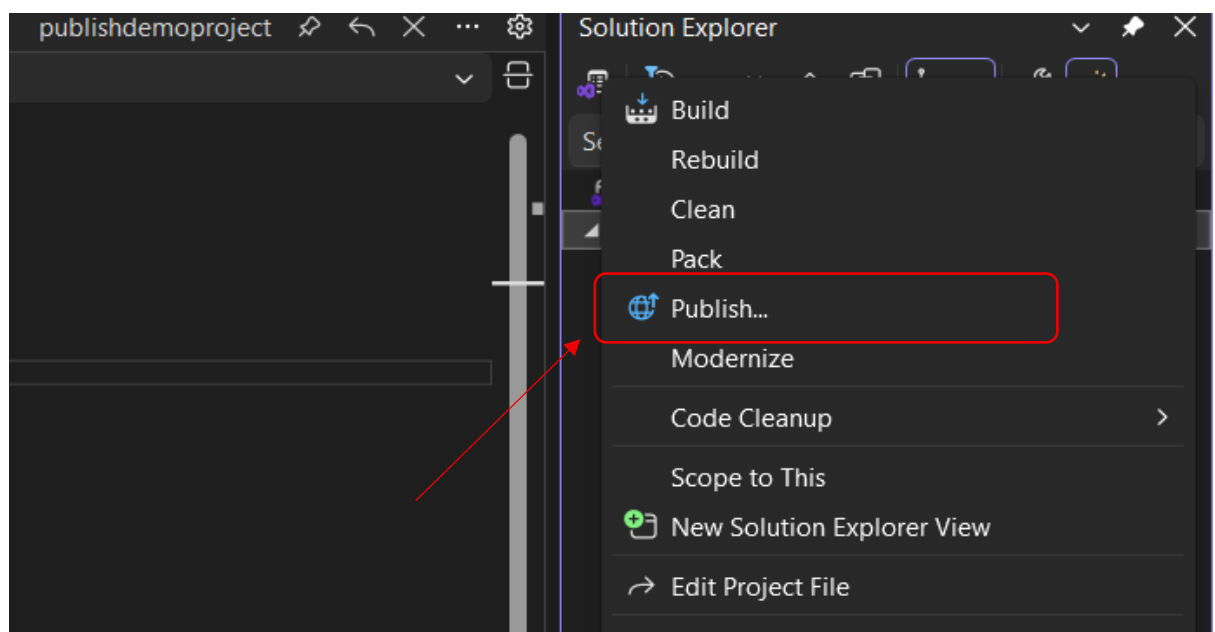 publishdemoproject
Solution Explorer
Build
Rebuild
Clean
Pack
Publish...
Modernize
Code Cleanup
Scope to This
New Solution Explorer View
Edit Project File